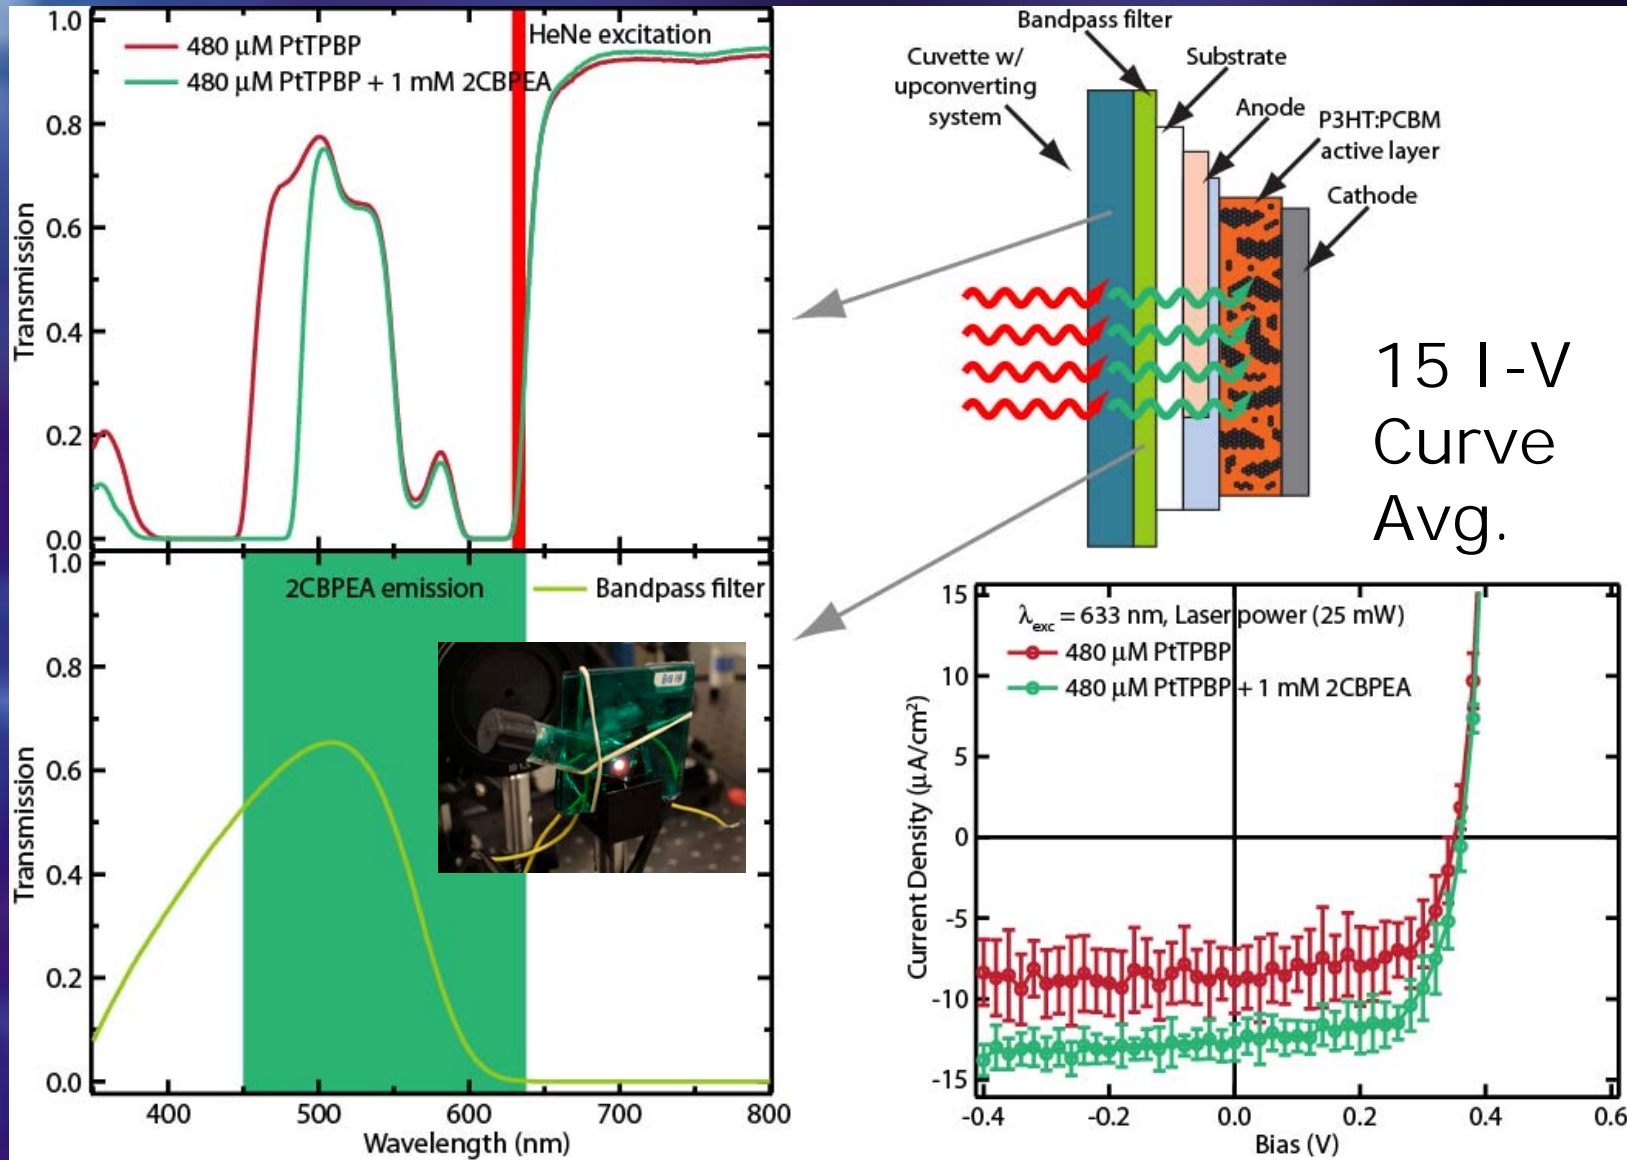 1.0
0.8
0.6
0.4
0.2
0.0
Transmission
480 μM PtTPBP
480 μM PtTPBP + 1 mM 2CBPEA
HeNe excitation
1.0
0.8
0.6
0.4
0.2
0.0
Transmission
2CBPEA emission
Bandpass filter
400
500
600
700
800
Wavelength (nm)
Bandpass filter
Cuvette w/
upconverting
system
Substrate
Anode
P3HT:PCBM
active layer
Cathode
15 I-V
Curve
Avg.
15
10
5
0
-5
-10
-15
Current Density (μA/cm²)
λexc = 633 nm, Laser power (25 mW)
480 μM PtTPBP
480 μM PtTPBP + 1 mM 2CBPEA
-0.4
-0.2
0.0
0.2
0.4
0.6
Bias (V)